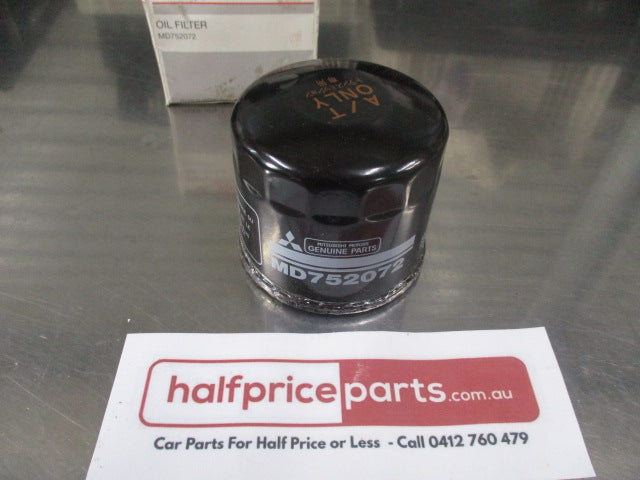 OIL FILTER
MD752072
A/T
ONLY
MITSUBISHI MOTORS
GENUINE PARTS
MD752072
halfpriceparts.com.au
Car Parts For Half Price or Less - Call 0412 760 479